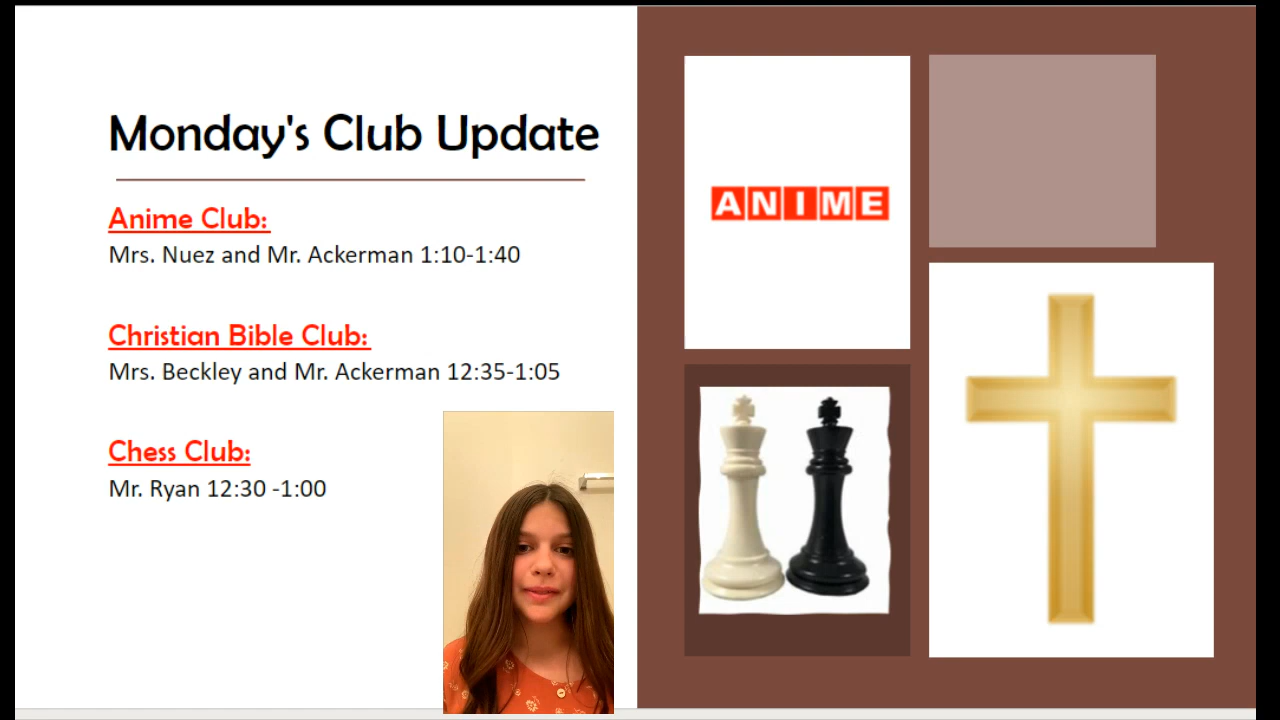 Monday's Club Update
Anime Club:
Mrs. Nuez and Mr. Ackerman 1:10-1:40
Christian Bible Club:
Mrs. Beckley and Mr. Ackerman 12:35-1:05
Chess Club:
Mr. Ryan 12:30 -1:00
ANIME